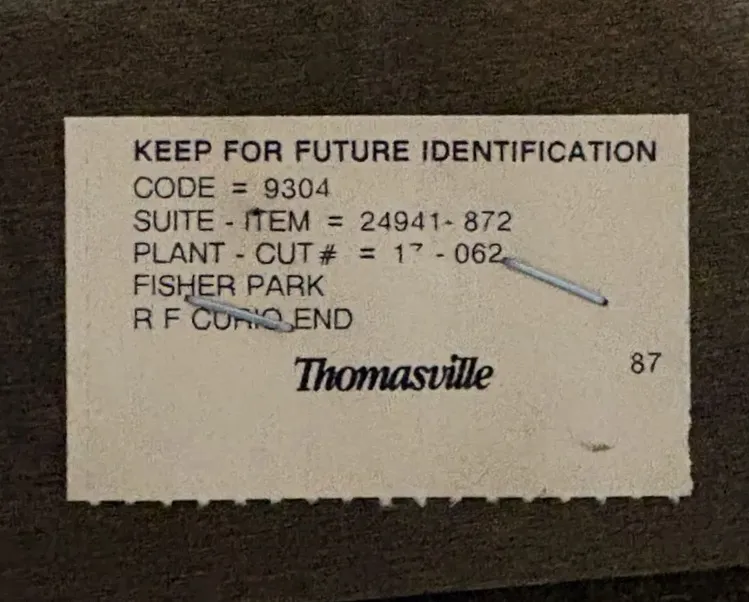 KEEP FOR FUTURE IDENTIFICATION
CODE = 9304
SUITE - ITEM = 24941- 872
PLANT - CUT # = 17 - 062
FISHER PARK
R F CURIO END
Thomasville
87